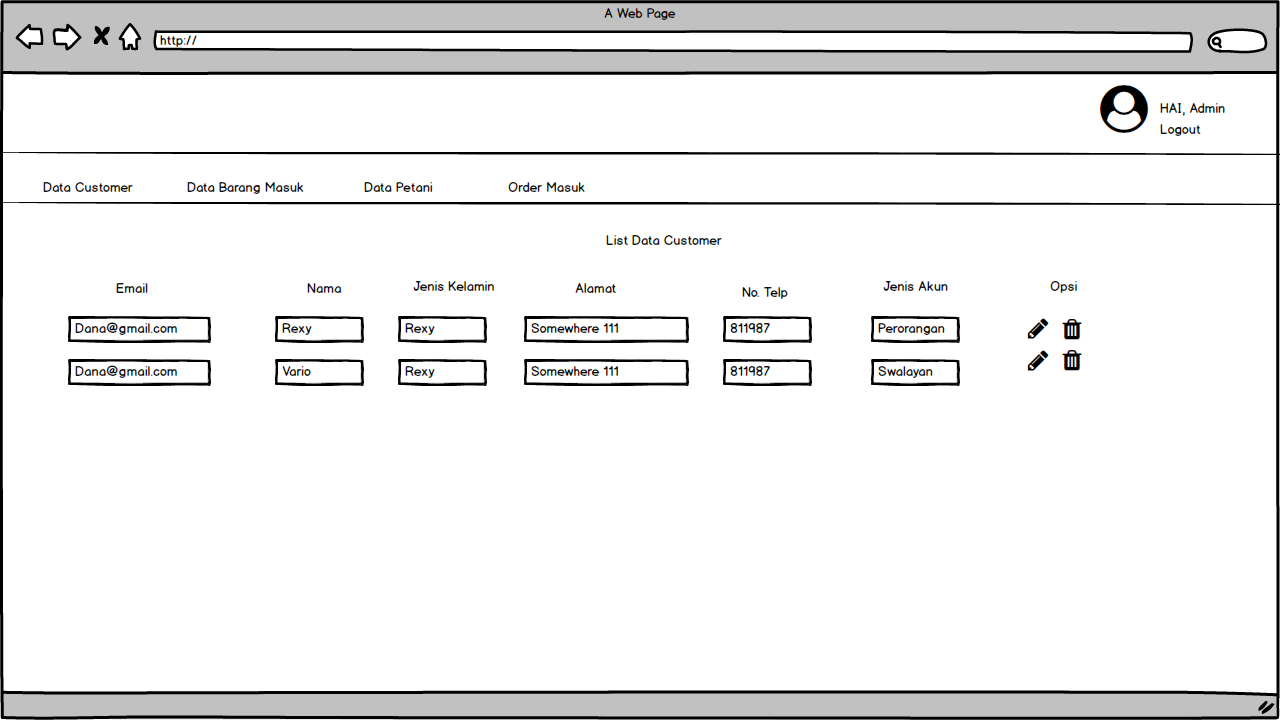 A Web Page
http://
HAI, Admin
Logout
Data Customer Data Barang Masuk Data Petani Order Masuk
List Data Customer
Email Nama Jenis Kelamin Alamat No. Telp Jenis Akun Opsi
Dana@gmail.com Rexy Rexy Somewhere 111 811987 Perorangan
Dana@gmail.com Vario Rexy Somewhere 111 811987 Swalayan